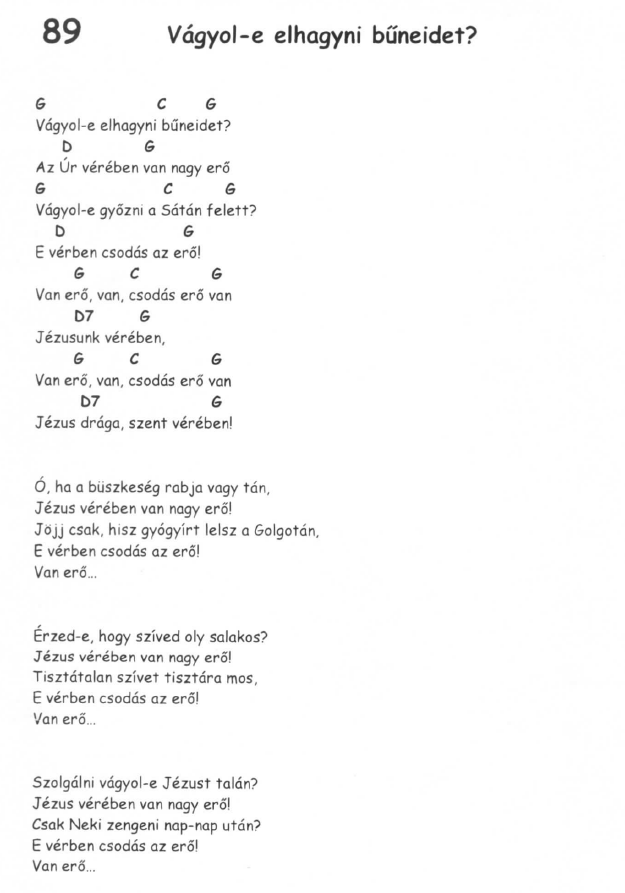 89 Vágyol-e elhagyni bűneidet?
G C G
Vágyol-e elhagyni bűneidet?
D G
Az Úr vérében van nagy erő
G C G
Vágyol-e győzni a Sátán felett?
D G
E vérben csodás az erő!
G C G
Van erő, van, csodás erő van
D7 G
Jézusunk vérében,
G C G
Van erő, van, csodás erő van
D7 G
Jézus drága, szent vérében!
Ó, ha a büszkeség rabja vagy tán,
Jézus vérében van nagy erő!
Jöjj csak, hisz gyógyírt lelsz a Golgotán,
E vérben csodás az erő!
Van erő...
Érzed-e, hogy szíved oly salakos?
Jézus vérében van nagy erő!
Tisztátalan szívet tisztára mos,
E vérben csodás az erő!
Van erő...
Szolgálni vágyol-e Jézust talán?
Jézus vérében van nagy erő!
Csak Neki zengeni nap-nap után?
E vérben csodás az erő!
Van erő...